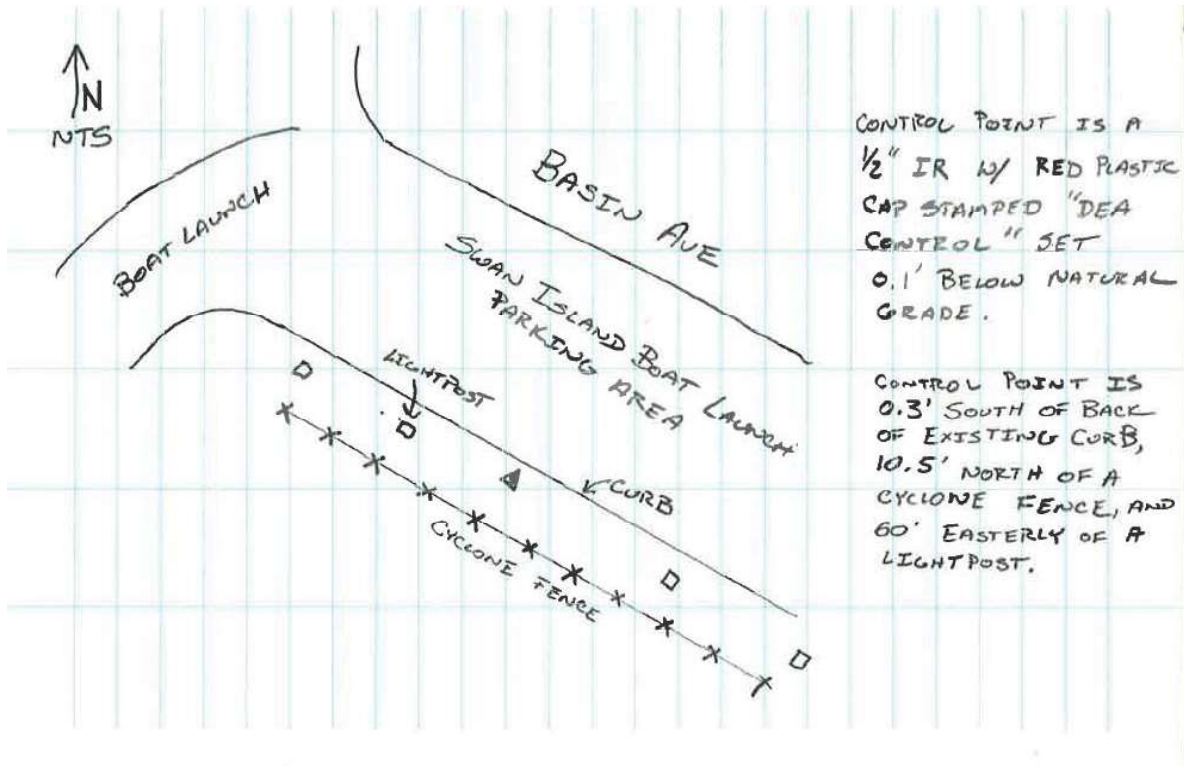 N
NTS
BOAT LAUNCH
BASIN AVE
SWAN ISLAND BOAT LAUNCH
PARKING AREA
LIGHTPOST
CURB
CYCLONE FENCE
CONTROL POINT IS A
1/2" IR W/ RED PLASTIC
CAP STAMPED "DEA
CONTROL" SET
0.1' BELOW NATURAL
GRADE.
CONTROL POINT IS
0.3' SOUTH OF BACK
OF EXISTING CURB,
10.5' NORTH OF A
CYCLONE FENCE, AND
60' EASTERLY OF A
LIGHTPOST.